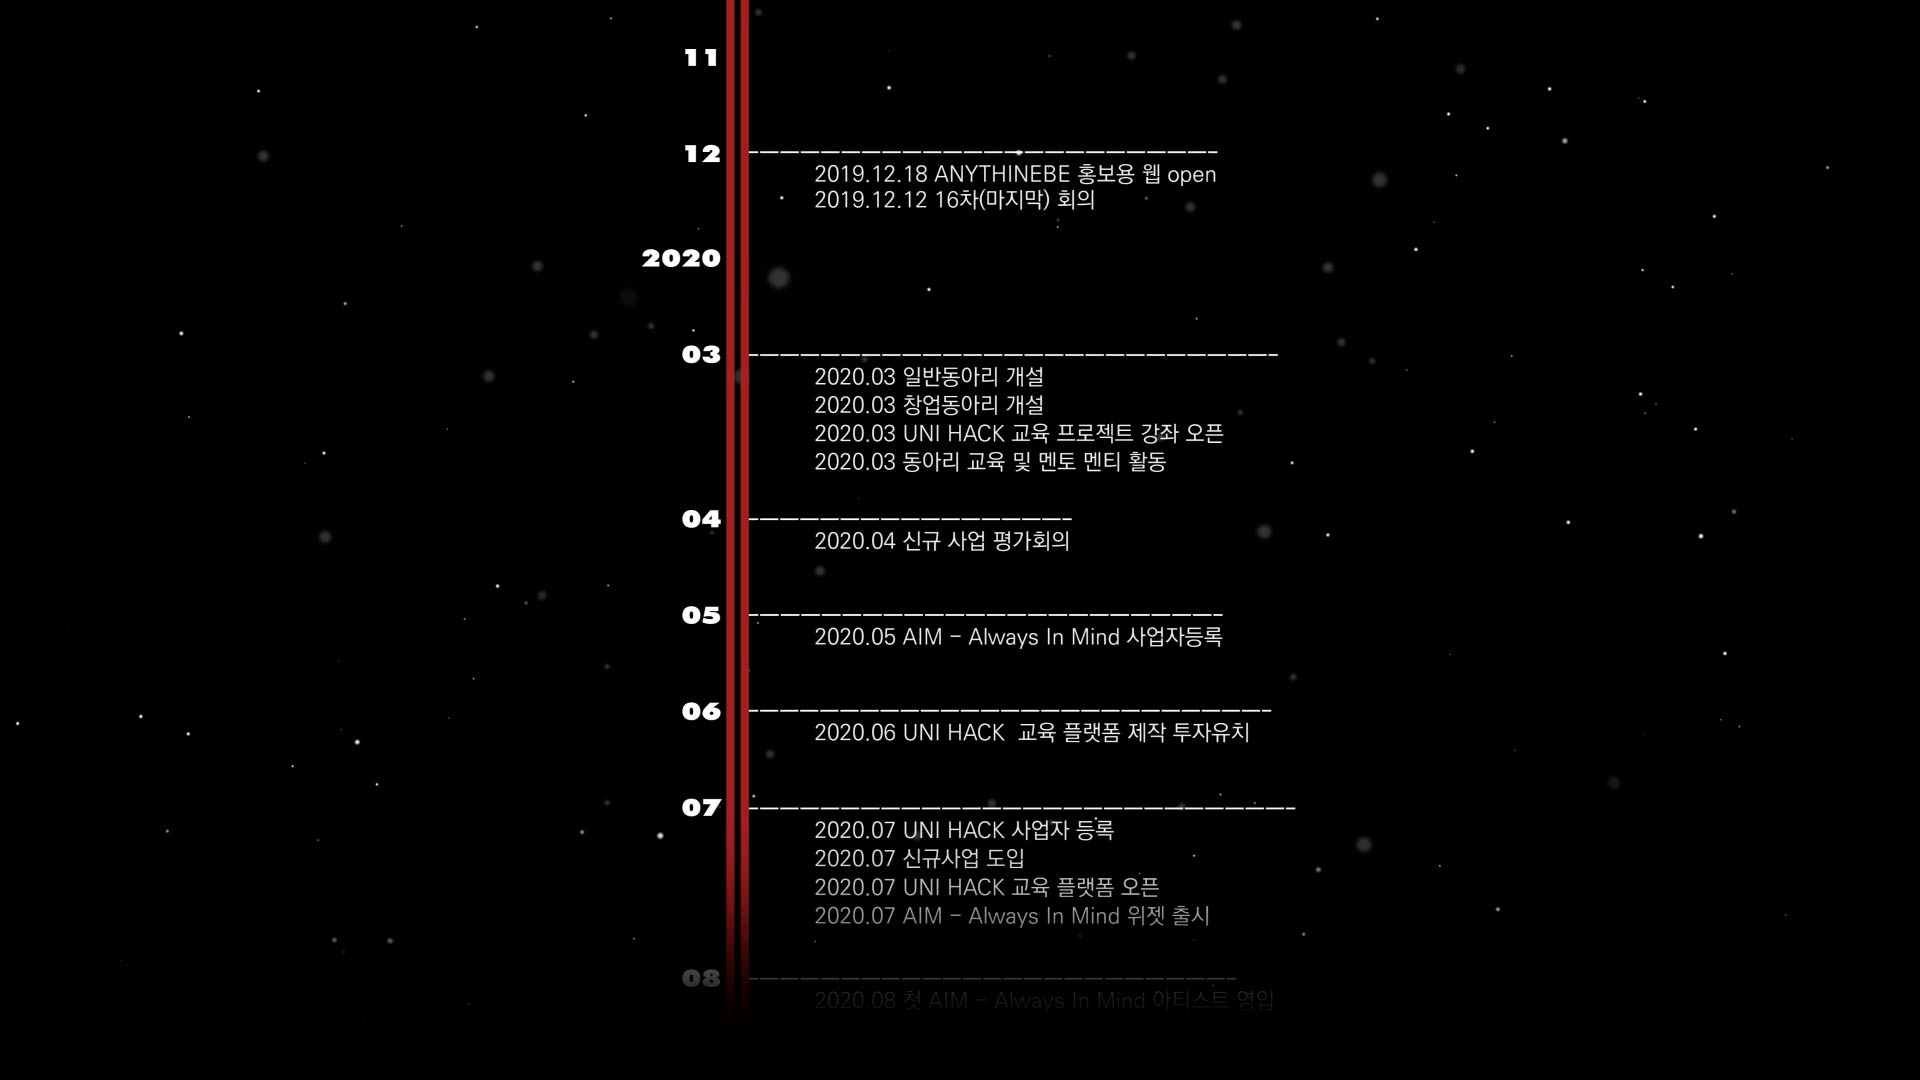 11
12
2019.12.18 ANYTHINEBE 홍보용 웹 open
2019.12.12 16차(마지막) 회의
2020
03
2020.03 일반동아리 개설
2020.03 창업동아리 개설
2020.03 UNI HACK 교육 프로젝트 강좌 오픈
2020.03 동아리 교육 및 멘토 멘티 활동
04
2020.04 신규 사업 평가회의
05
2020.05 AIM - Always In Mind 사업자등록
06
2020.06 UNI HACK  교육 플랫폼 제작 투자유치
07
2020.07 UNI HACK 사업자 등록
2020.07 신규사업 도입
2020.07 UNI HACK 교육 플랫폼 오픈
2020.07 AIM - Always In Mind 위젯 출시
08
2020.08 첫 AIM - Always In Mind 아티스트 영입